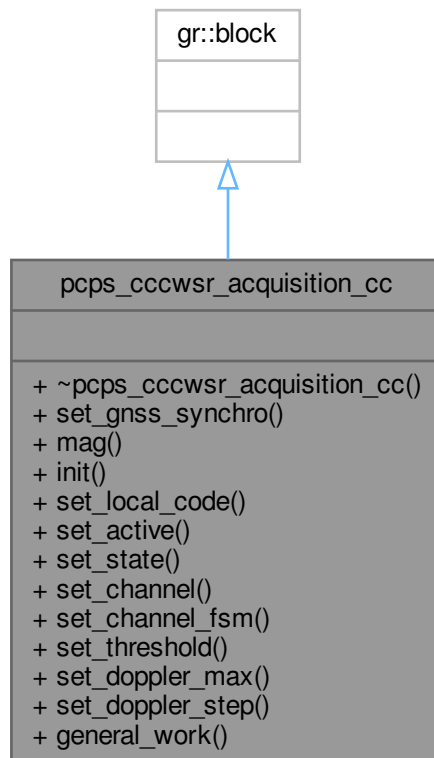 gr::block
pcps_cccwsr_acquisition_cc
+ ~pcps_cccwsr_acquisition_cc()
+ set_gnss_synchro()
+ mag()
+ init()
+ set_local_code()
+ set_active()
+ set_state()
+ set_channel()
+ set_channel_fsm()
+ set_threshold()
+ set_doppler_max()
+ set_doppler_step()
+ general_work()